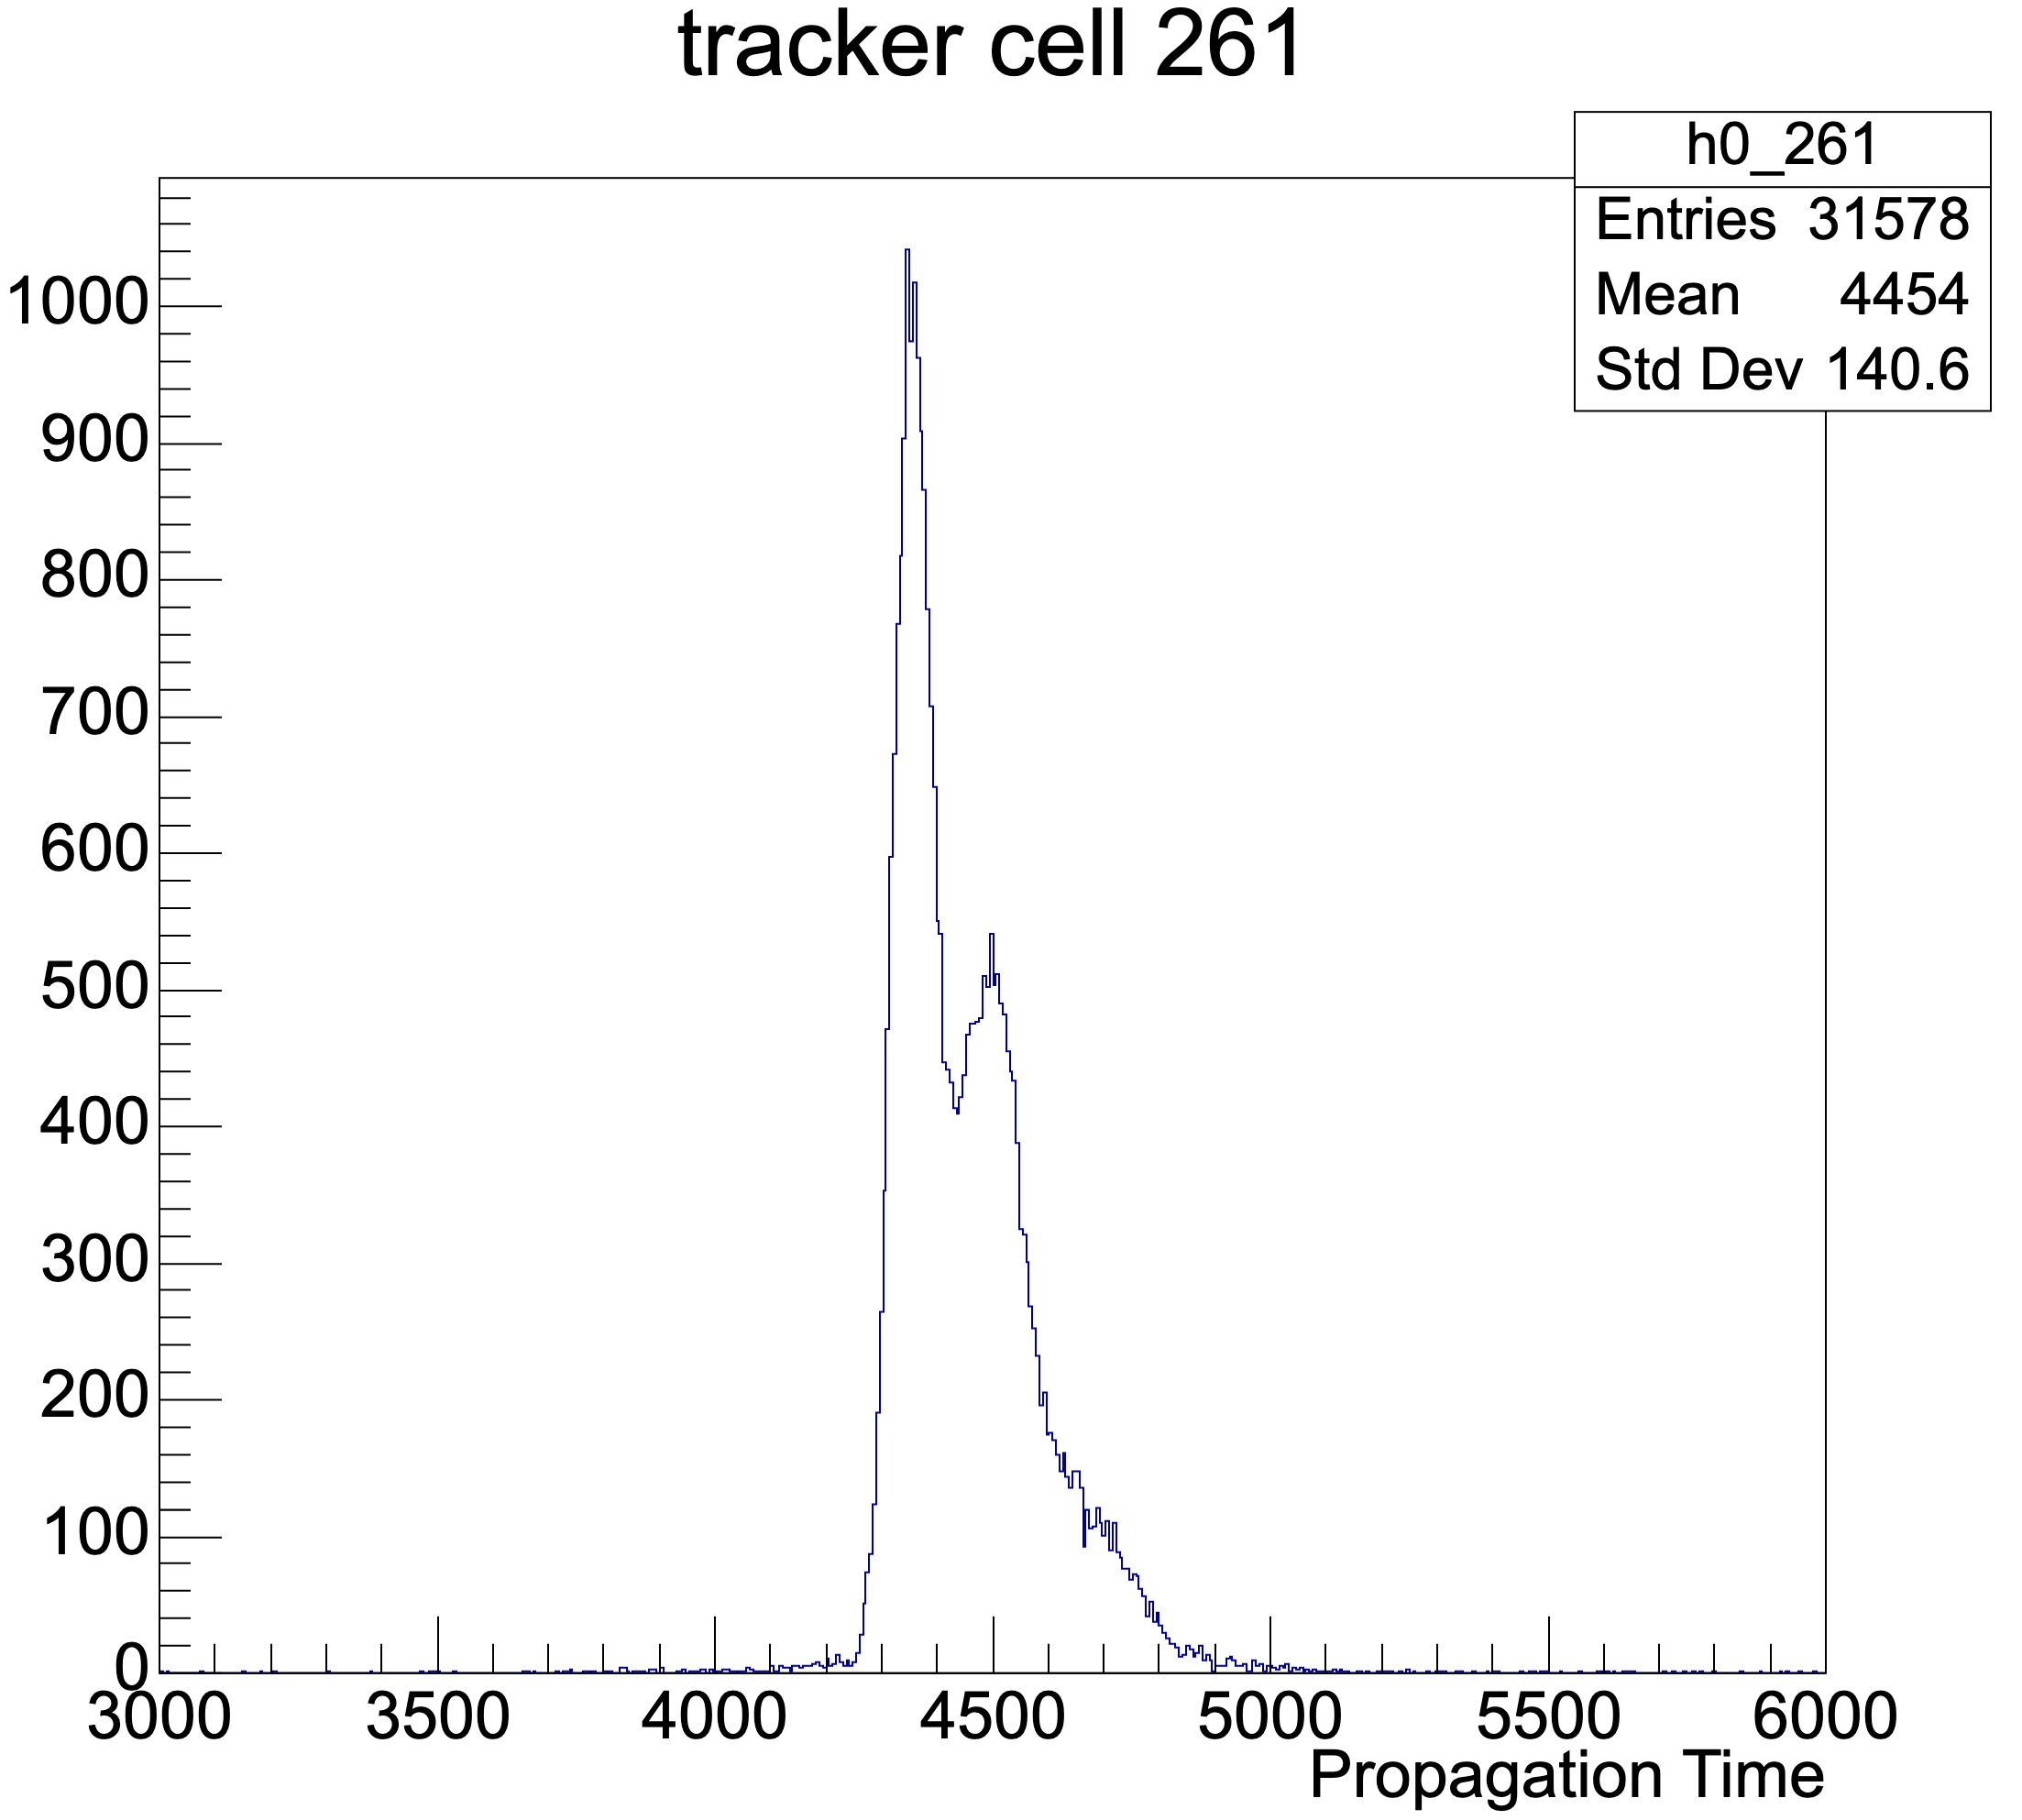 tracker cell 261
h0_261
Entries 31578
Mean 4454
Std Dev 140.6
1000
900
800
700
600
500
400
300
200
100
0
3000 3500 4000 4500 5000 5500 6000
Propagation Time